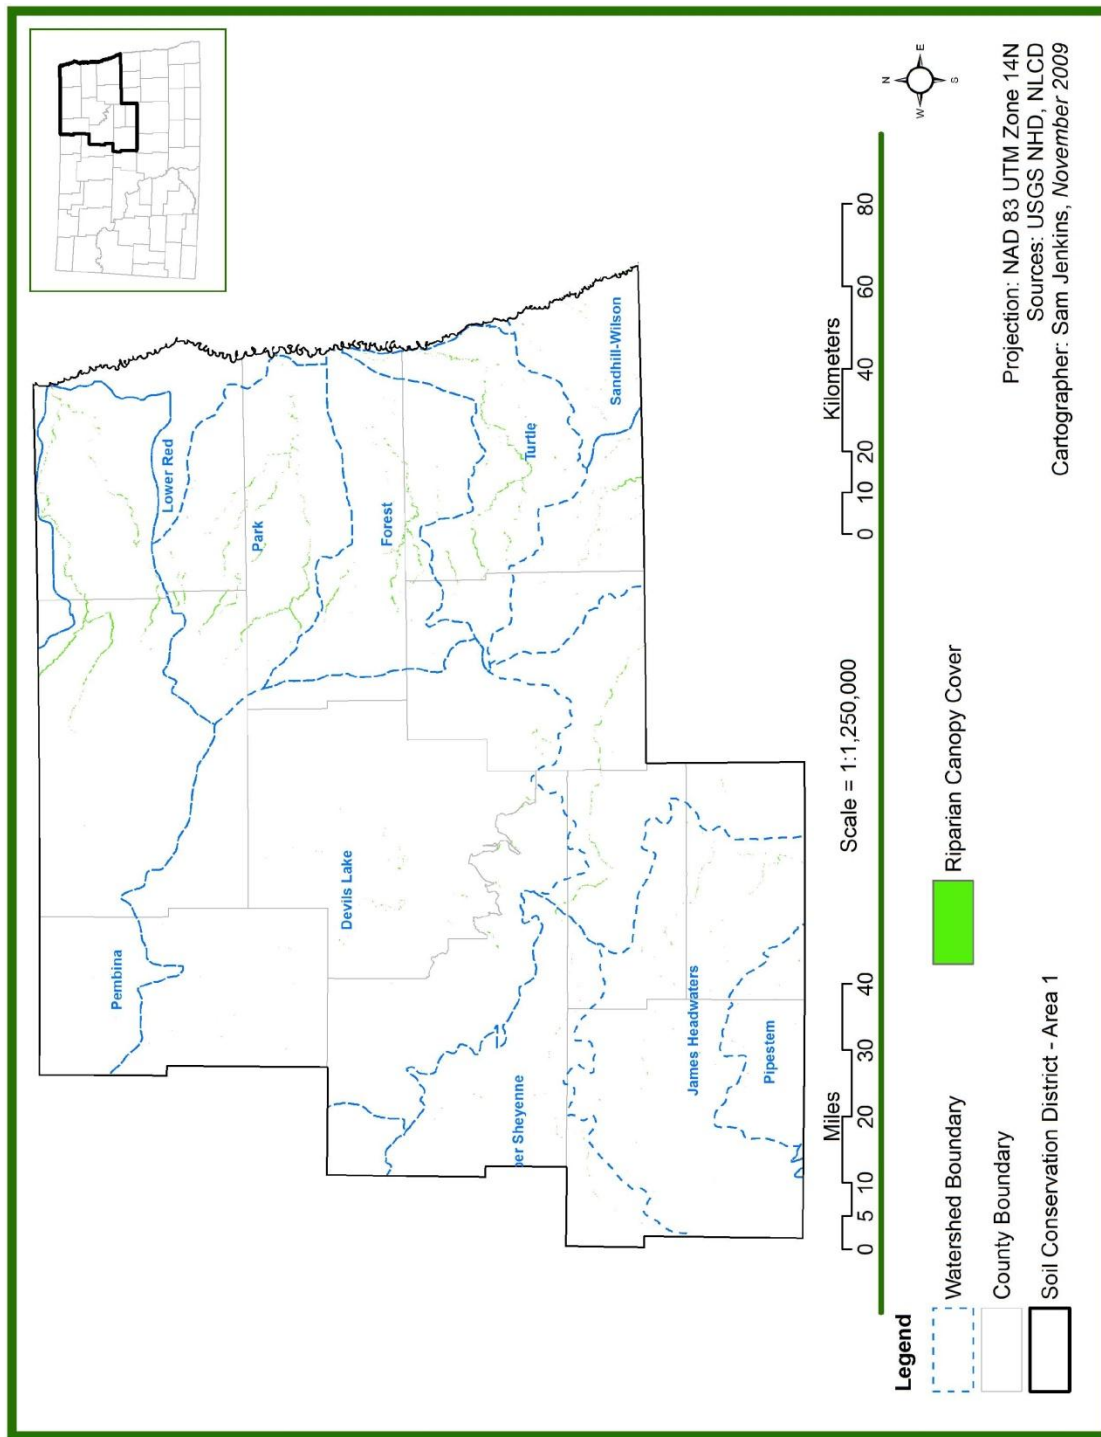 Pembina
Lower Red
Park
Devils Lake
Forest
per Sheyenne
Turtle
James Headwaters
Sandhill-Wilson
Pipestem
N
W
E
S
Miles
0 5 10 20 30 40
Scale = 1:1,250,000
Kilometers
0 10 20 40 60 80
Legend
Watershed Boundary
County Boundary
Soil Conservation District - Area 1
Riparian Canopy Cover
Projection: NAD 83 UTM Zone 14N
Sources: USGS NHD, NLCD
Cartographer: Sam Jenkins, November 2009